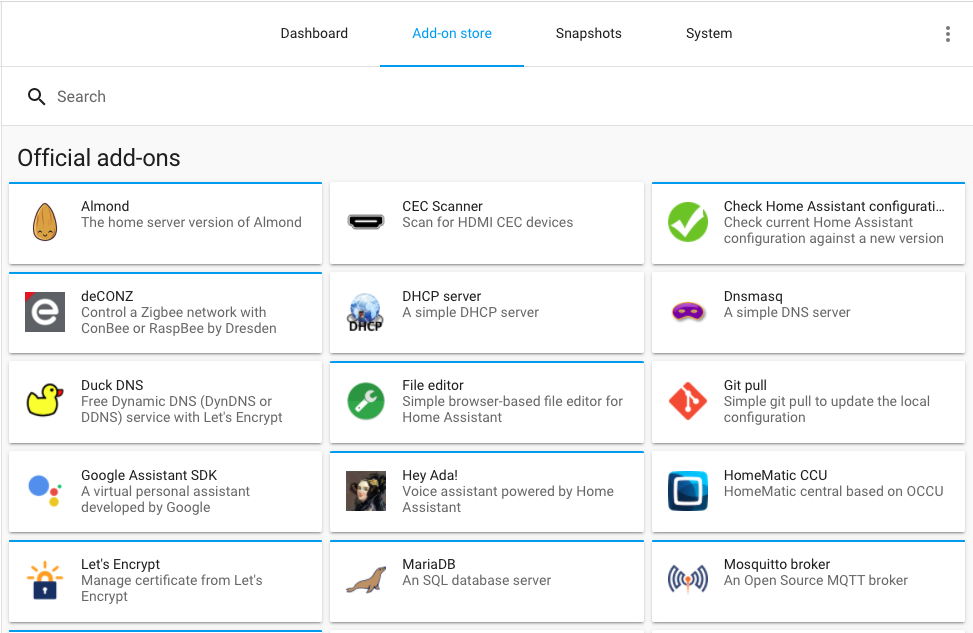 Dashboard
Add-on store
Snapshots
System
Search
Official add-ons
Almond
The home server version of Almond
CEC Scanner
Scan for HDMI CEC devices
Check Home Assistant configurati...
Check current Home Assistant
configuration against a new version
deCONZ
Control a Zigbee network with
ConBee or RaspBee by Dresden
DHCP
DHCP server
A simple DHCP server
Dnsmasq
A simple DNS server
Duck DNS
Free Dynamic DNS (DynDNS or
DDNS) service with Let's Encrypt
File editor
Simple browser-based file editor for
Home Assistant
Git pull
Simple git pull to update the local
configuration
Google Assistant SDK
A virtual personal assistant
developed by Google
Hey Ada!
Voice assistant powered by Home
Assistant
HomeMatic CCU
HomeMatic central based on OCCU
Let's Encrypt
Manage certificate from Let's
Encrypt
MariaDB
An SQL database server
Mosquitto broker
An Open Source MQTT broker